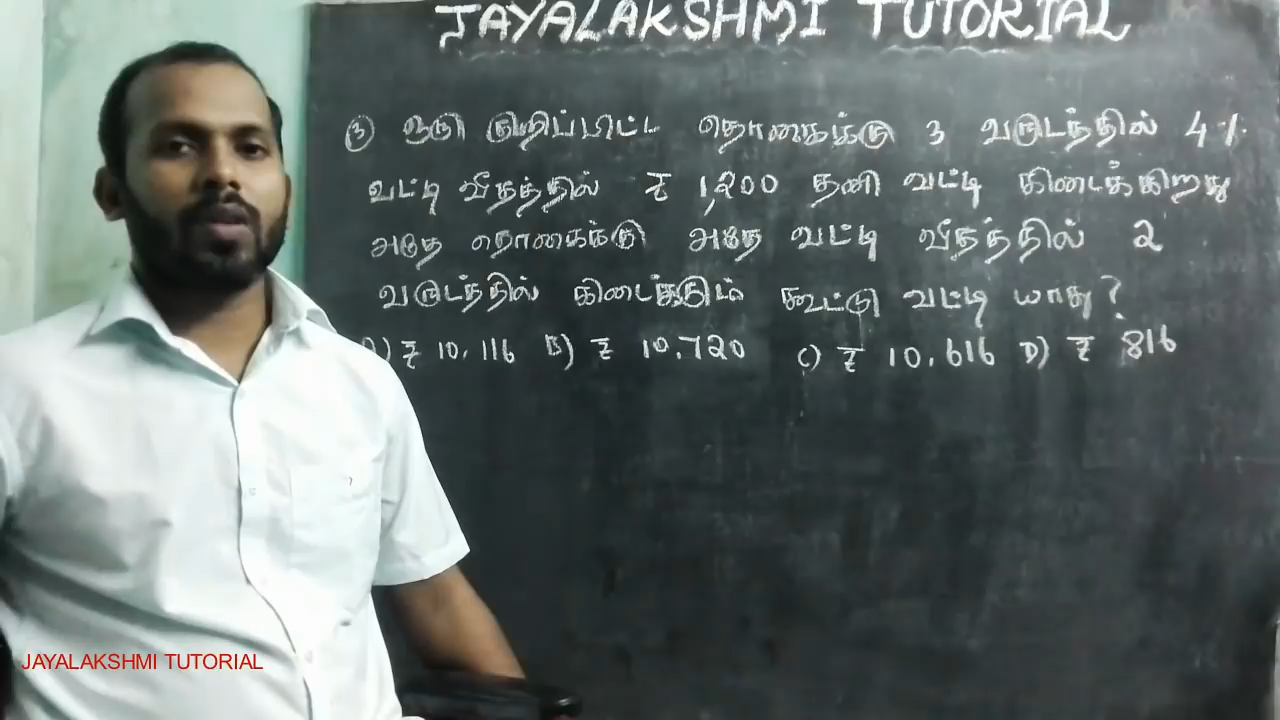 JAYALAKSHMI TUTORIAL
③ ஒரு குறிப்பிட்ட தொகைக்கு 3 வருடத்தில் 4%
வட்டி வீதத்தில் ₹ 1,200 தனி வட்டி கிடைக்கிறது
அதே தொகைக்கு அதே வட்டி வீதத்தில் 2
வருடத்தில் கிடைக்கும் கூட்டு வட்டி யாது?
A) ₹ 10,116 B) ₹ 10,720 C) ₹ 10,616 D) ₹ 816
JAYALAKSHMI TUTORIAL